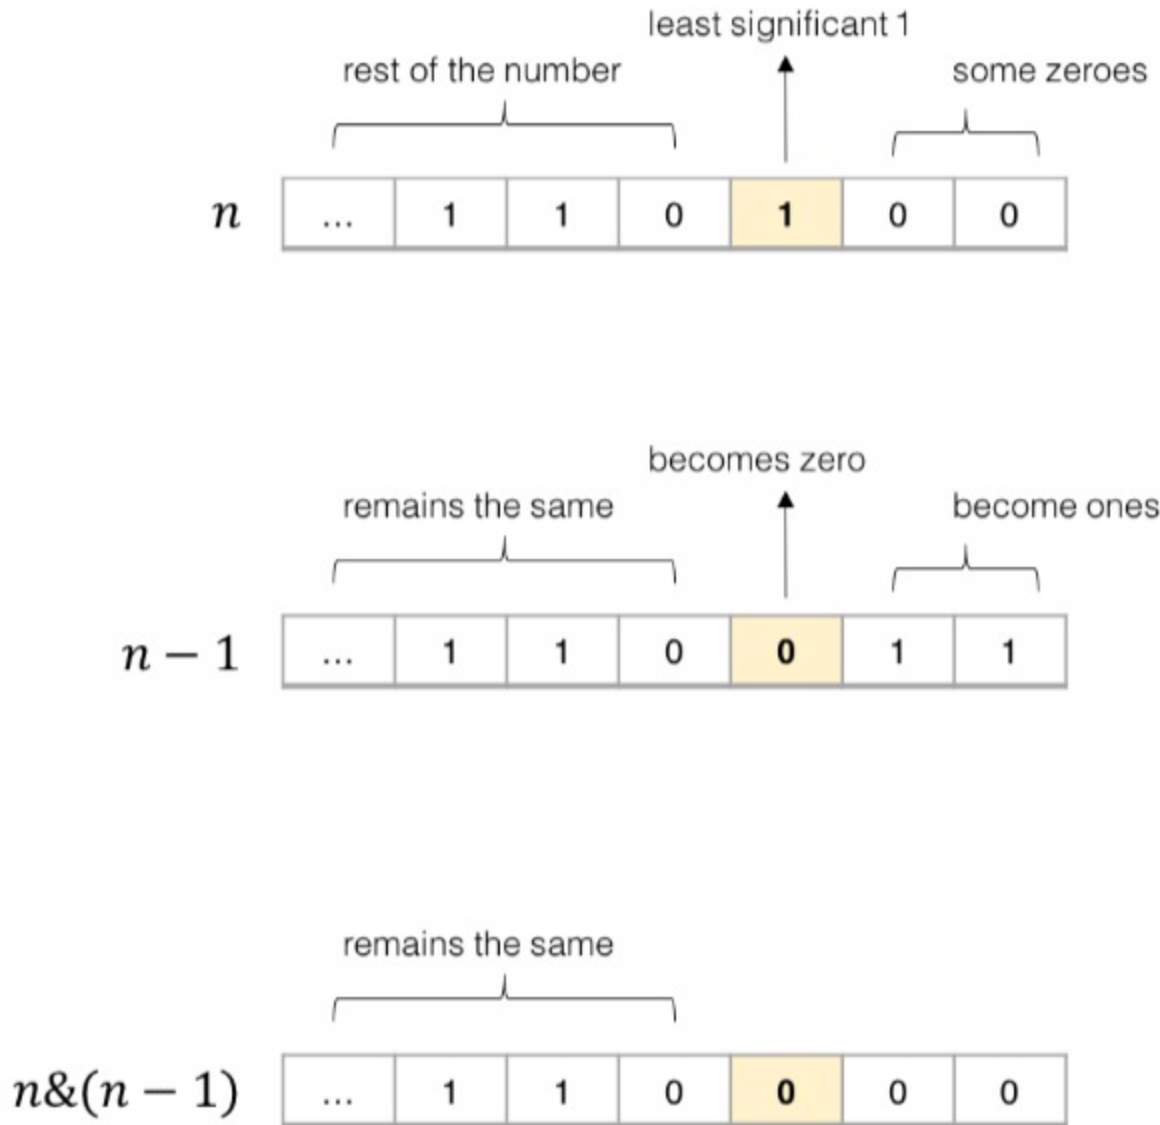 least significant 1
rest of the number
some zeroes
n ... 1 1 0 1 0 0
becomes zero
remains the same
become ones
n − 1 ... 1 1 0 0 1 1
remains the same
n&(n − 1) ... 1 1 0 0 0 0